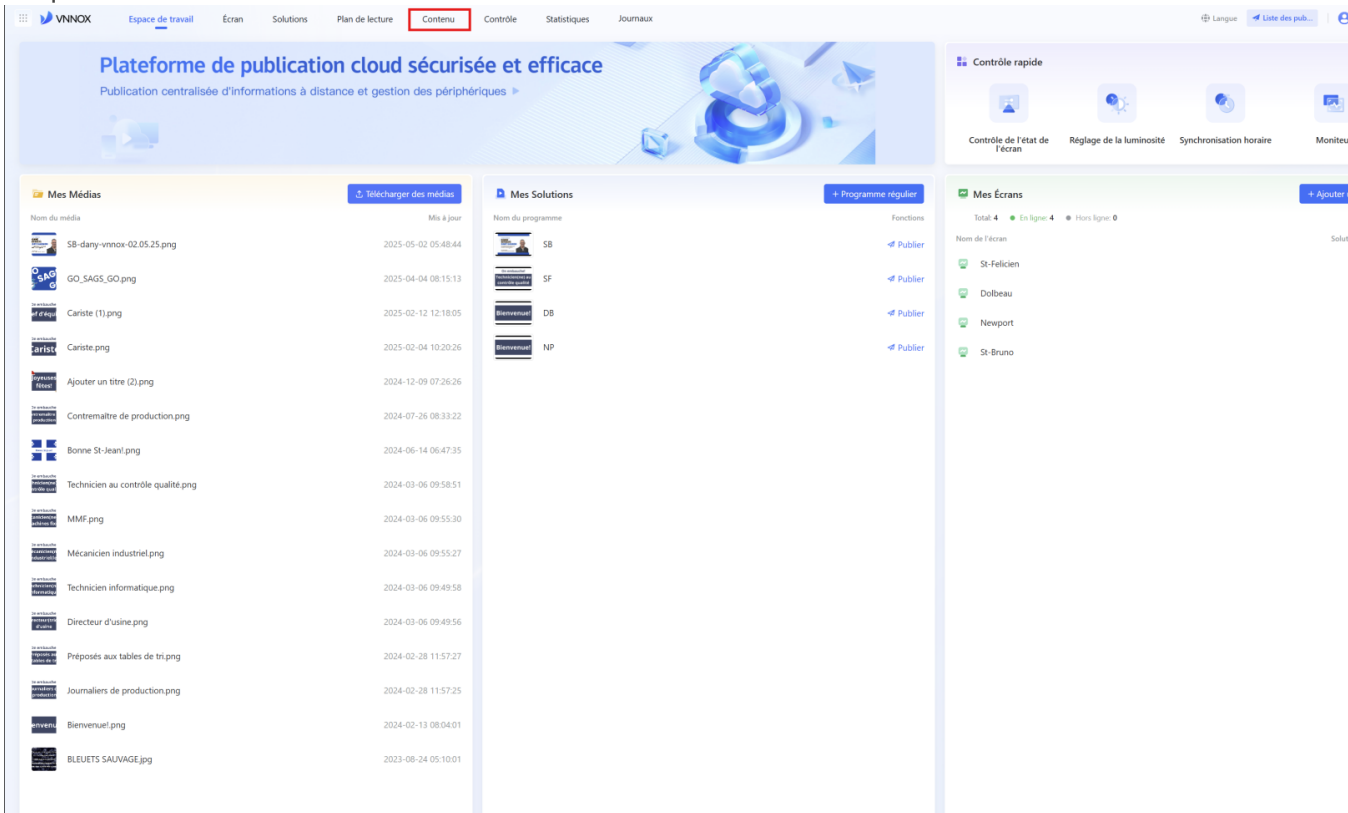 VNNOX Espace de travail Écran Solutions Plan de lecture Contenu Contrôle Statistiques Journaux Langue Liste des pub...
Plateforme de publication cloud sécurisée et efficace
Publication centralisée d'informations à distance et gestion des périphériques
Contrôle rapide
Contrôle de l'état de l'écran
Réglage de la luminosité
Synchronisation horaire
Mes Médias
Télécharger des médias
Nom du média Mis à jour
SB-dany-vnnox-02.05.25.png 2025-05-02 05:48:44
GO_SAGS_GO.png 2025-04-04 08:15:13
Cariste (1).png 2025-02-12 12:18:05
Cariste.png 2025-02-04 10:20:26
Ajouter un titre (2).png 2024-12-09 07:26:26
Contremaître de production.png 2024-07-26 08:33:22
Bonne St-Jean!.png 2024-06-14 06:47:35
Technicien au contrôle qualité.png 2024-03-06 09:58:51
MMF.png 2024-03-06 09:55:30
Mécanicien industriel.png 2024-03-06 09:55:27
Technicien informatique.png 2024-03-06 09:49:58
Directeur d'usine.png 2024-03-06 09:49:56
Préposés aux tables de tri.png 2024-02-28 11:57:27
Journaliers de production.png 2024-02-28 11:57:25
Bienvenue!.png 2024-02-13 08:04:01
BLEUETS SAUVAGE.jpg 2023-08-24 05:10:01
Mes Solutions
+ Programme régulier
Nom du programme Fonctions
SB Publier
SF Publier
Bienvenue! DB Publier
Bienvenue! NP Publier
Mes Écrans
+ Ajouter
Total: 4 En ligne: 4 Hors ligne: 0
Nom de l'écran
St-Felicien
Dolbeau
Newport
St-Bruno